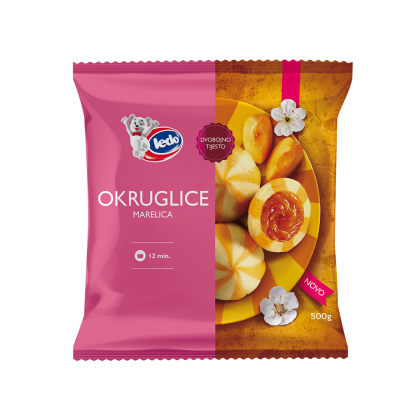 Ledo
DVOBOJNO
TIJESTO
OKRUGLICE
MARELICA
12 min.
NOVO
500g